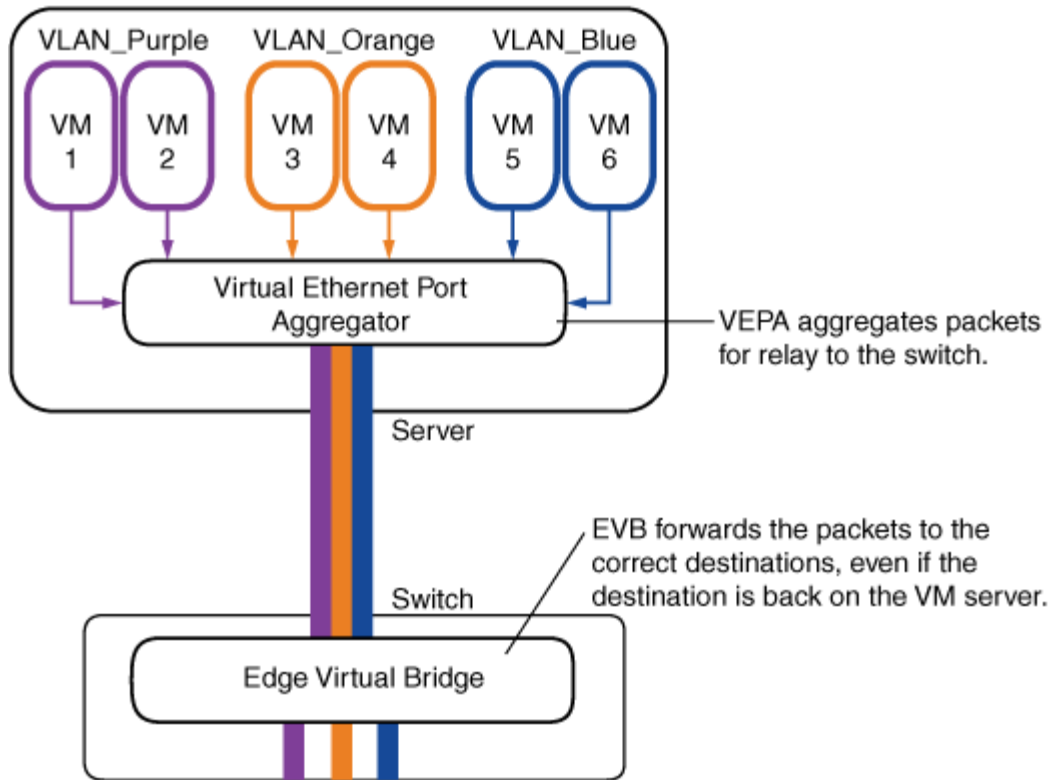 VLAN_Purple
VLAN_Orange
VLAN_Blue
VM
1
VM
2
VM
3
VM
4
VM
5
VM
6
Virtual Ethernet Port
Aggregator
VEPA aggregates packets
for relay to the switch.
Server
EVB forwards the packets to the
correct destinations, even if the
destination is back on the VM server.
Switch
Edge Virtual Bridge